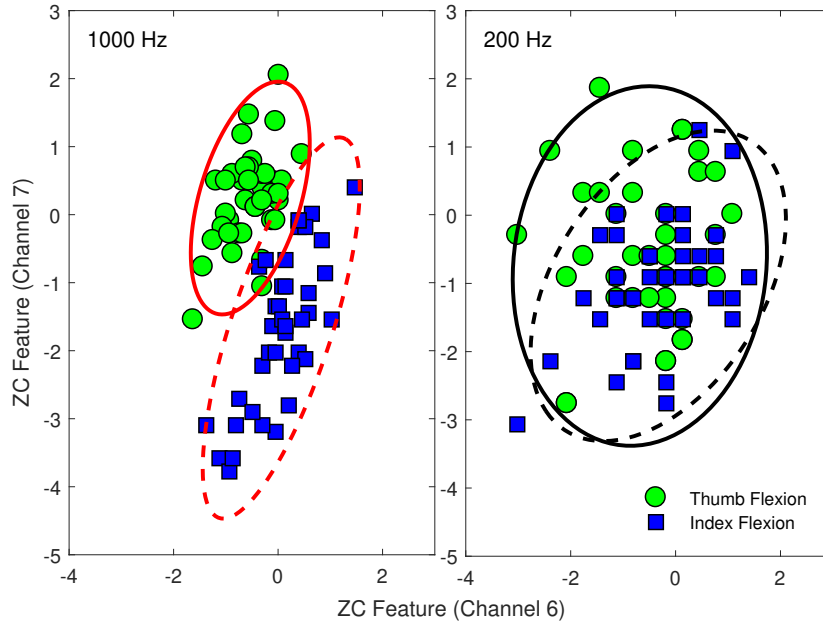 1000 Hz
200 Hz
3
2
1
0
-1
-2
-3
-4
-5
3
2
1
0
-1
-2
-3
-4
-5
ZC Feature (Channel 7)
Thumb Flexion
Index Flexion
-4 -2 0 2
-4 -2 0 2
ZC Feature (Channel 6)